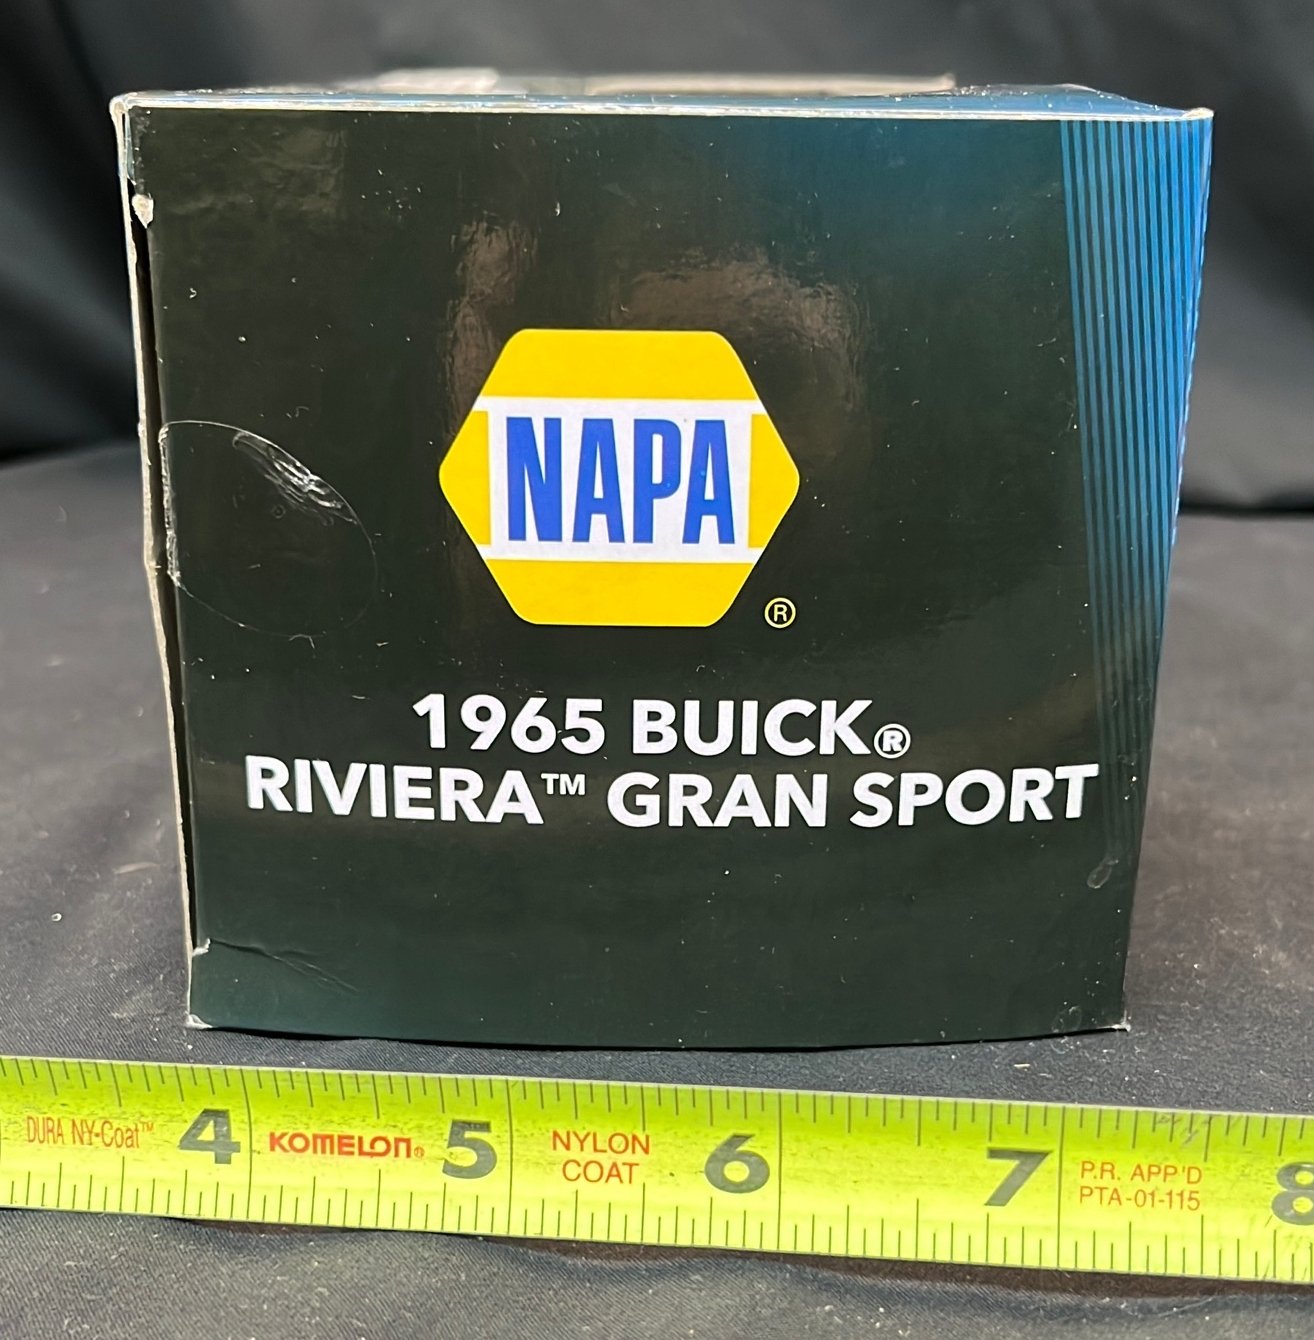 NAPA
®
1965 BUICK®
RIVIERA™ GRAN SPORT
DURA NY-Coat™ 4 KOMELON® 5 NYLON COAT 6 7 P.R. APP'D PTA-01-115 8